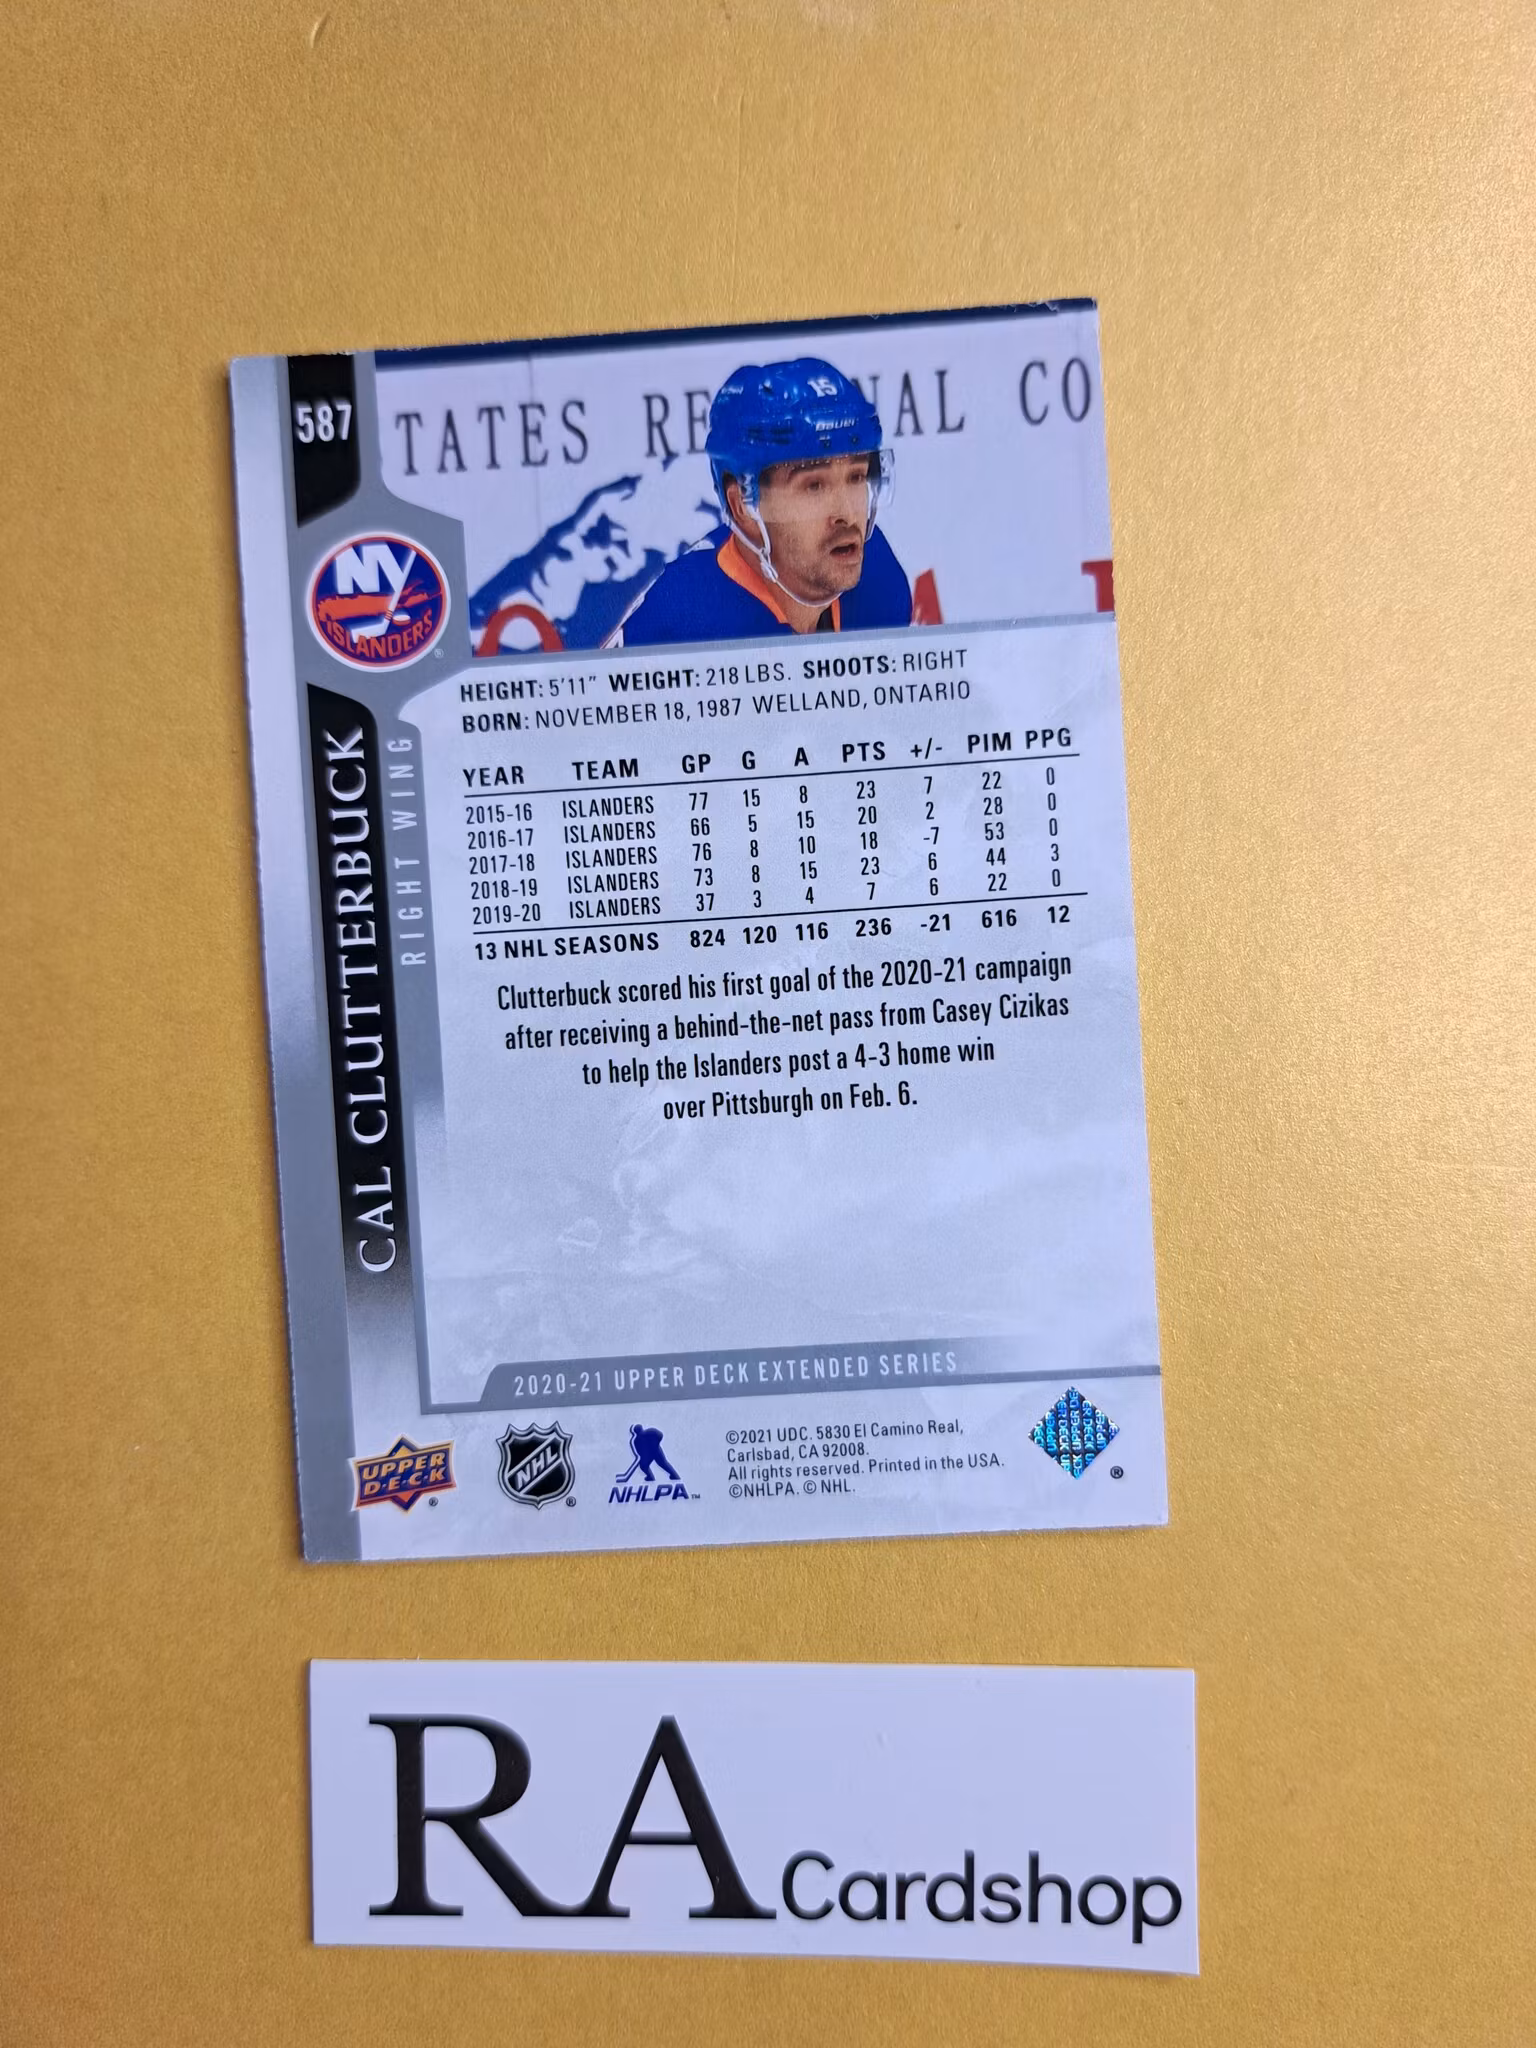 587
TATES RE NAL CO
15
Bauer
NY
ISLANDERS
®
CAL CLUTTERBUCK
RIGHT WING
HEIGHT: 5'11" WEIGHT: 218 LBS. SHOOTS: RIGHT
BORN: NOVEMBER 18, 1987 WELLAND, ONTARIO
YEAR TEAM GP G A PTS +/- PIM PPG
2015-16 ISLANDERS 77 15 8 23 7 22 0
2016-17 ISLANDERS 66 5 15 20 2 28 0
2017-18 ISLANDERS 76 8 10 18 -7 53 0
2018-19 ISLANDERS 73 8 15 23 6 44 3
2019-20 ISLANDERS 37 3 4 7 6 22 0
13 NHL SEASONS 824 120 116 236 -21 616 12
Clutterbuck scored his first goal of the 2020-21 campaign
after receiving a behind-the-net pass from Casey Cizikas
to help the Islanders post a 4-3 home win
over Pittsburgh on Feb. 6.
2020-21 UPPER DECK EXTENDED SERIES
UPPER
D·E·C·K
®
NHL
®
NHLPA™
©2021 UDC. 5830 El Camino Real,
Carlsbad, CA 92008.
All rights reserved. Printed in the USA.
©NHLPA. © NHL.
®
RA Cardshop